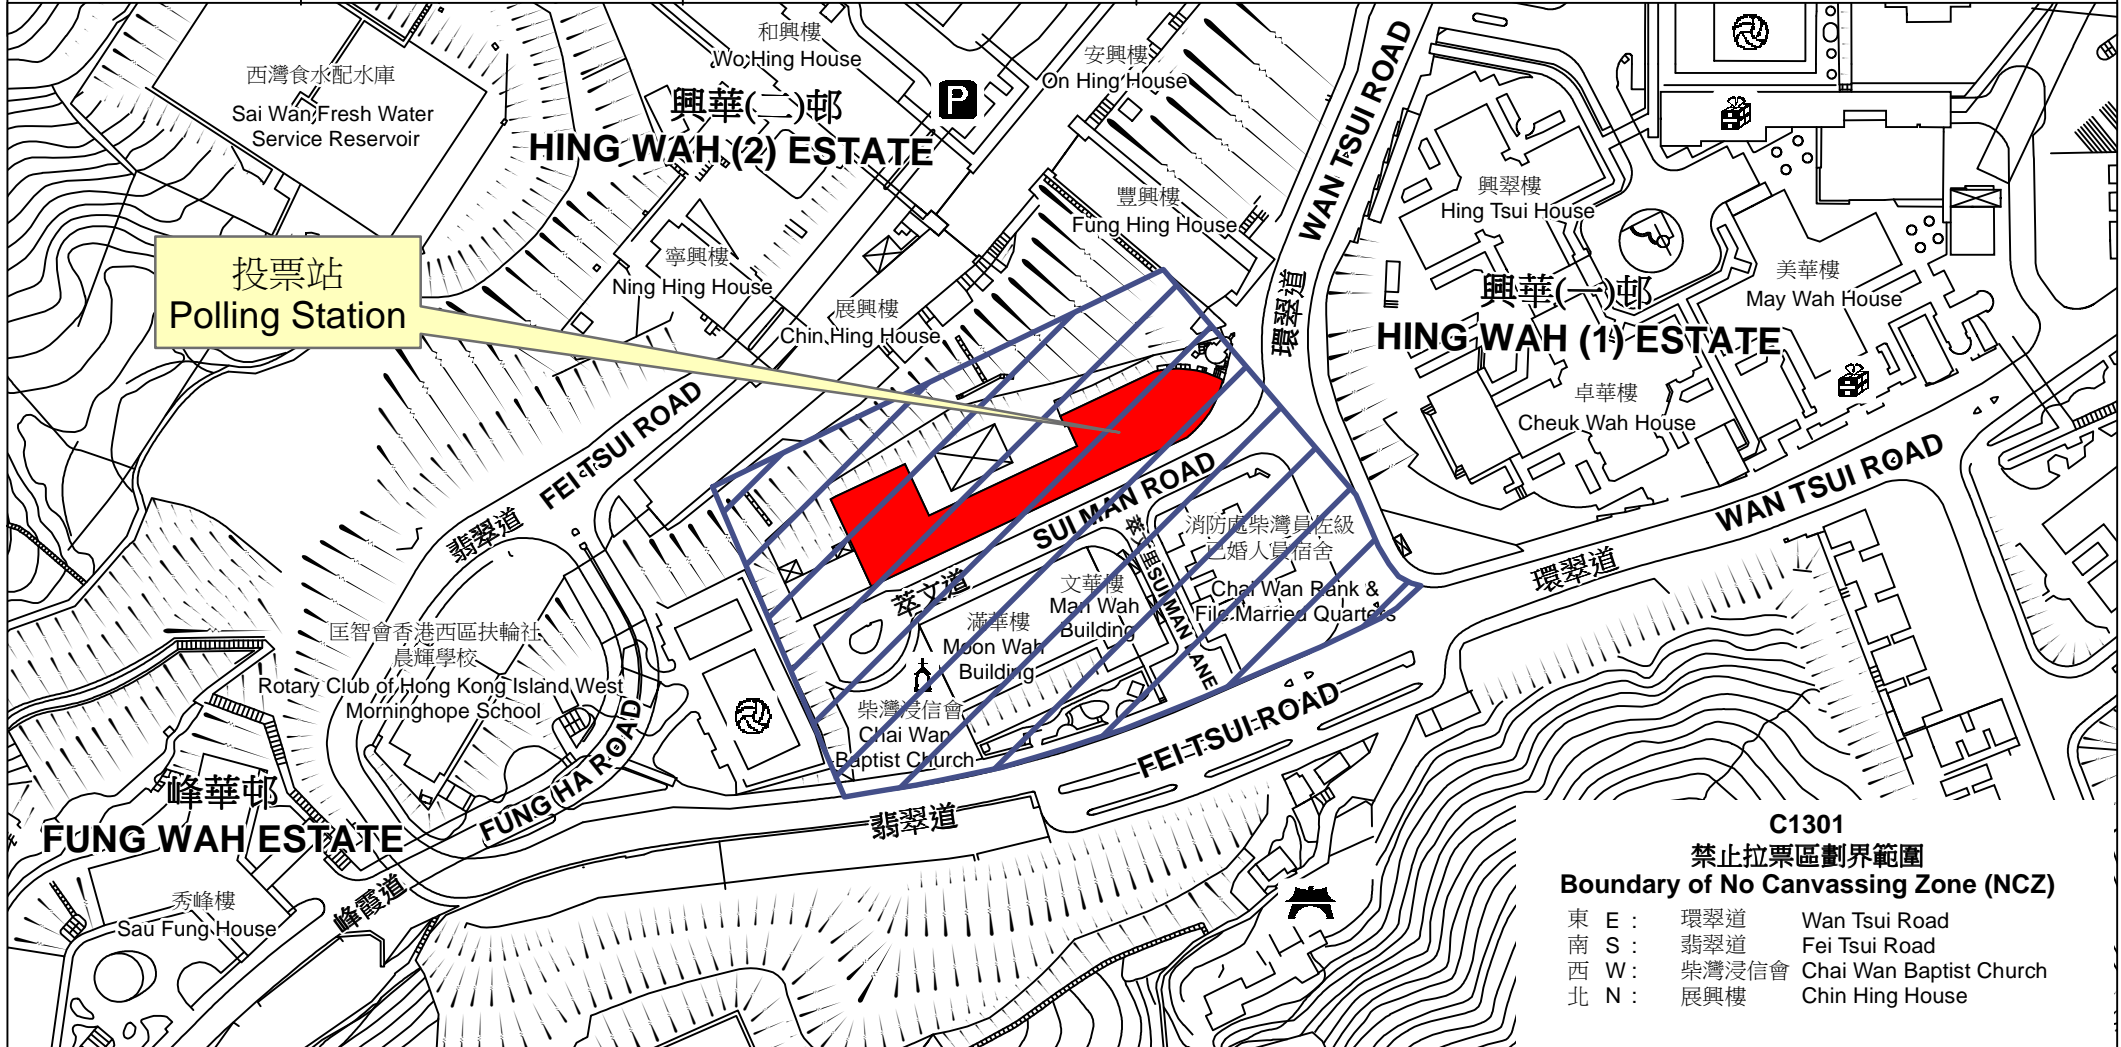 西灣食水配水庫
Sai Wan Fresh Water
Service Reservoir
和興樓
Wo Hing House
興華(二)邨
HING WAH (2) ESTATE
P
安興樓
On Hing House
豐興樓
Fung Hing House
WAN TSUI ROAD
環翠道
興翠樓
Hing Tsui House
美華樓
May Wah House
興華(一)邨
HING WAH (1) ESTATE
卓華樓
Cheuk Wah House
WAN TSUI ROAD
環翠道
投票站
Polling Station
寧興樓
Ning Hing House
展興樓
Chin Hing House
FEI TSUI ROAD
翡翠道
SUI MAN ROAD
萃文道
萃文里
SUI MAN LANE
消防處柴灣員佐級
已婚人員宿舍
Chai Wan Rank &
File Married Quarters
文華樓
Man Wah
Building
滿華樓
Moon Wah
Building
柴灣浸信會
Chai Wan
Baptist Church
匡智會香港西區扶輪社
晨輝學校
Rotary Club of Hong Kong Island West
Morninghope School
FUNG HA ROAD
峰霞道
FEI TSUI ROAD
翡翠道
峰華邨
FUNG WAH ESTATE
秀峰樓
Sau Fung House
C1301
禁止拉票區劃界範圍
Boundary of No Canvassing Zone (NCZ)
東 E : 環翠道 Wan Tsui Road
南 S : 翡翠道 Fei Tsui Road
西 W : 柴灣浸信會 Chai Wan Baptist Church
北 N : 展興樓 Chin Hing House